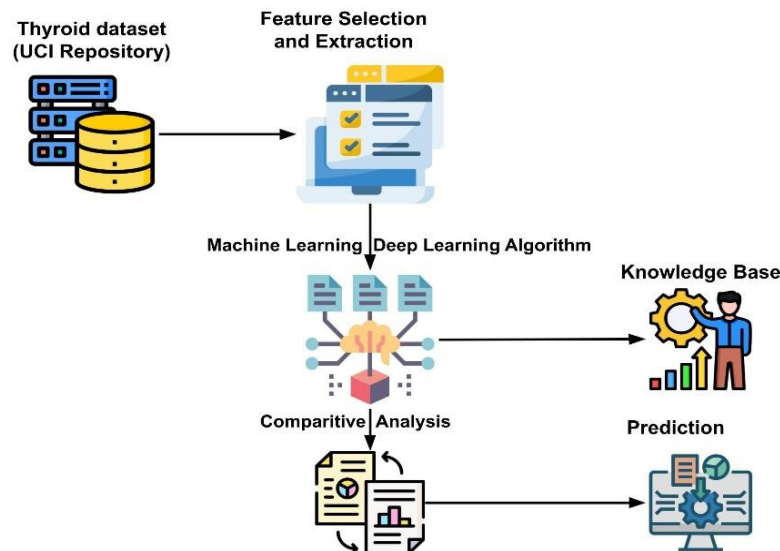 Thyroid dataset
(UCI Repository)
Feature Selection
and Extraction
Machine Learning Deep Learning Algorithm
Knowledge Base
Comparitive Analysis
Prediction